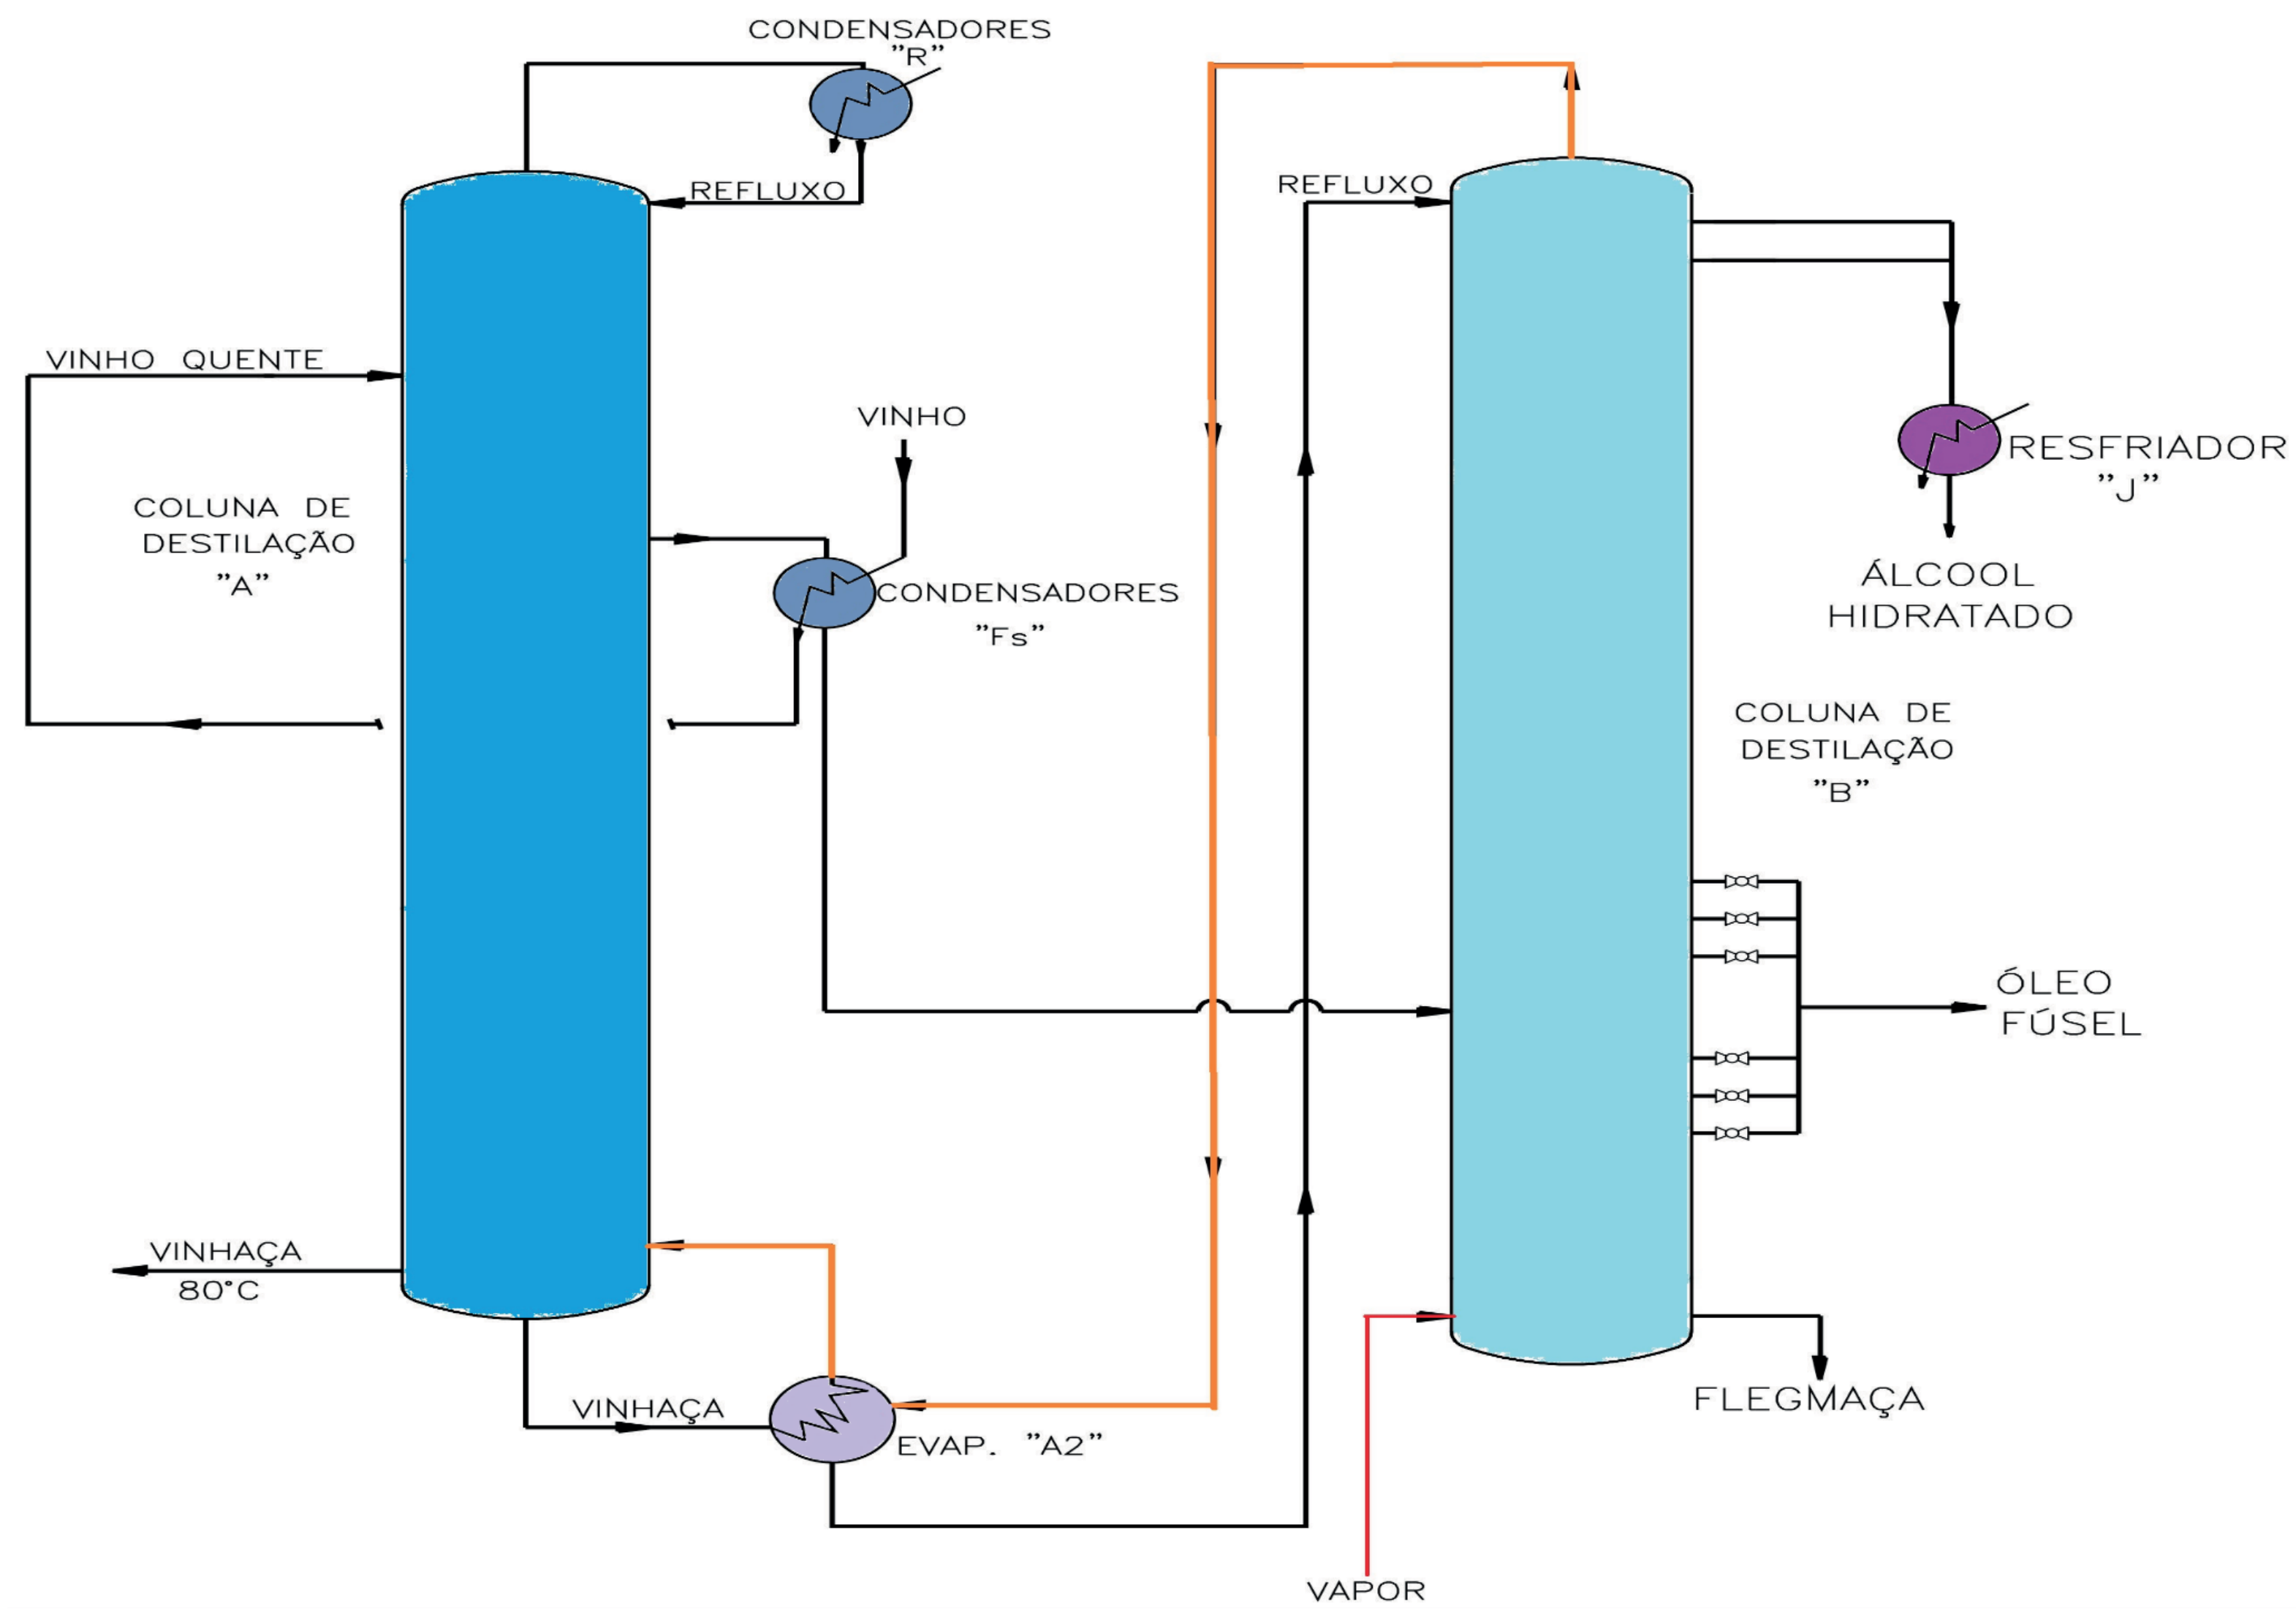 CONDENSADORES
"R"
REFLUXO
REFLUXO
VINHO QUENTE
VINHO
COLUNA DE
DESTILAÇÃO
"A"
CONDENSADORES
"Fs"
RESFRIADOR
"J"
ÁLCOOL
HIDRATADO
COLUNA DE
DESTILAÇÃO
"B"
ÓLEO
FÚSEL
VINHAÇA
80°C
VINHAÇA
EVAP. "A2"
FLEGMAÇA
VAPOR